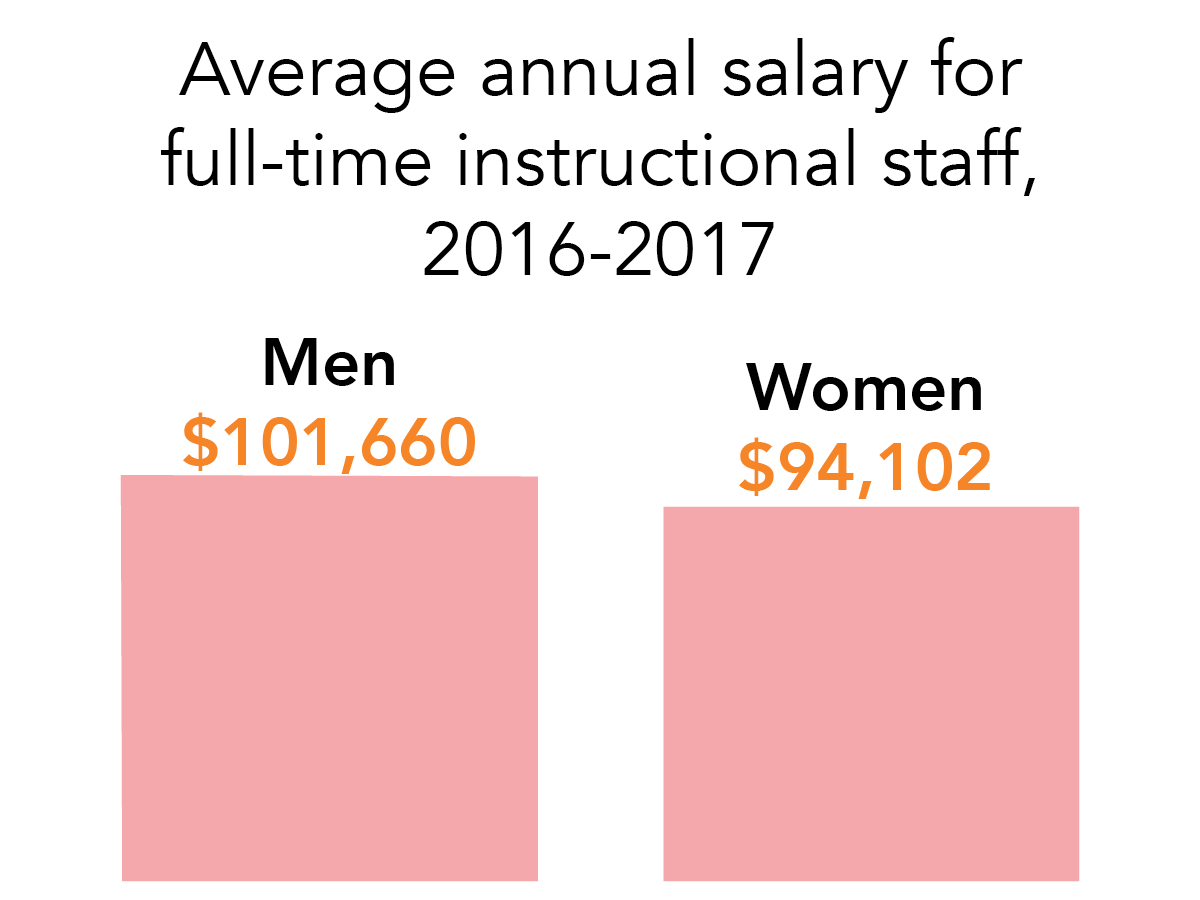 Average annual salary for
full-time instructional staff,
2016-2017
Men
$101,660
Women
$94,102